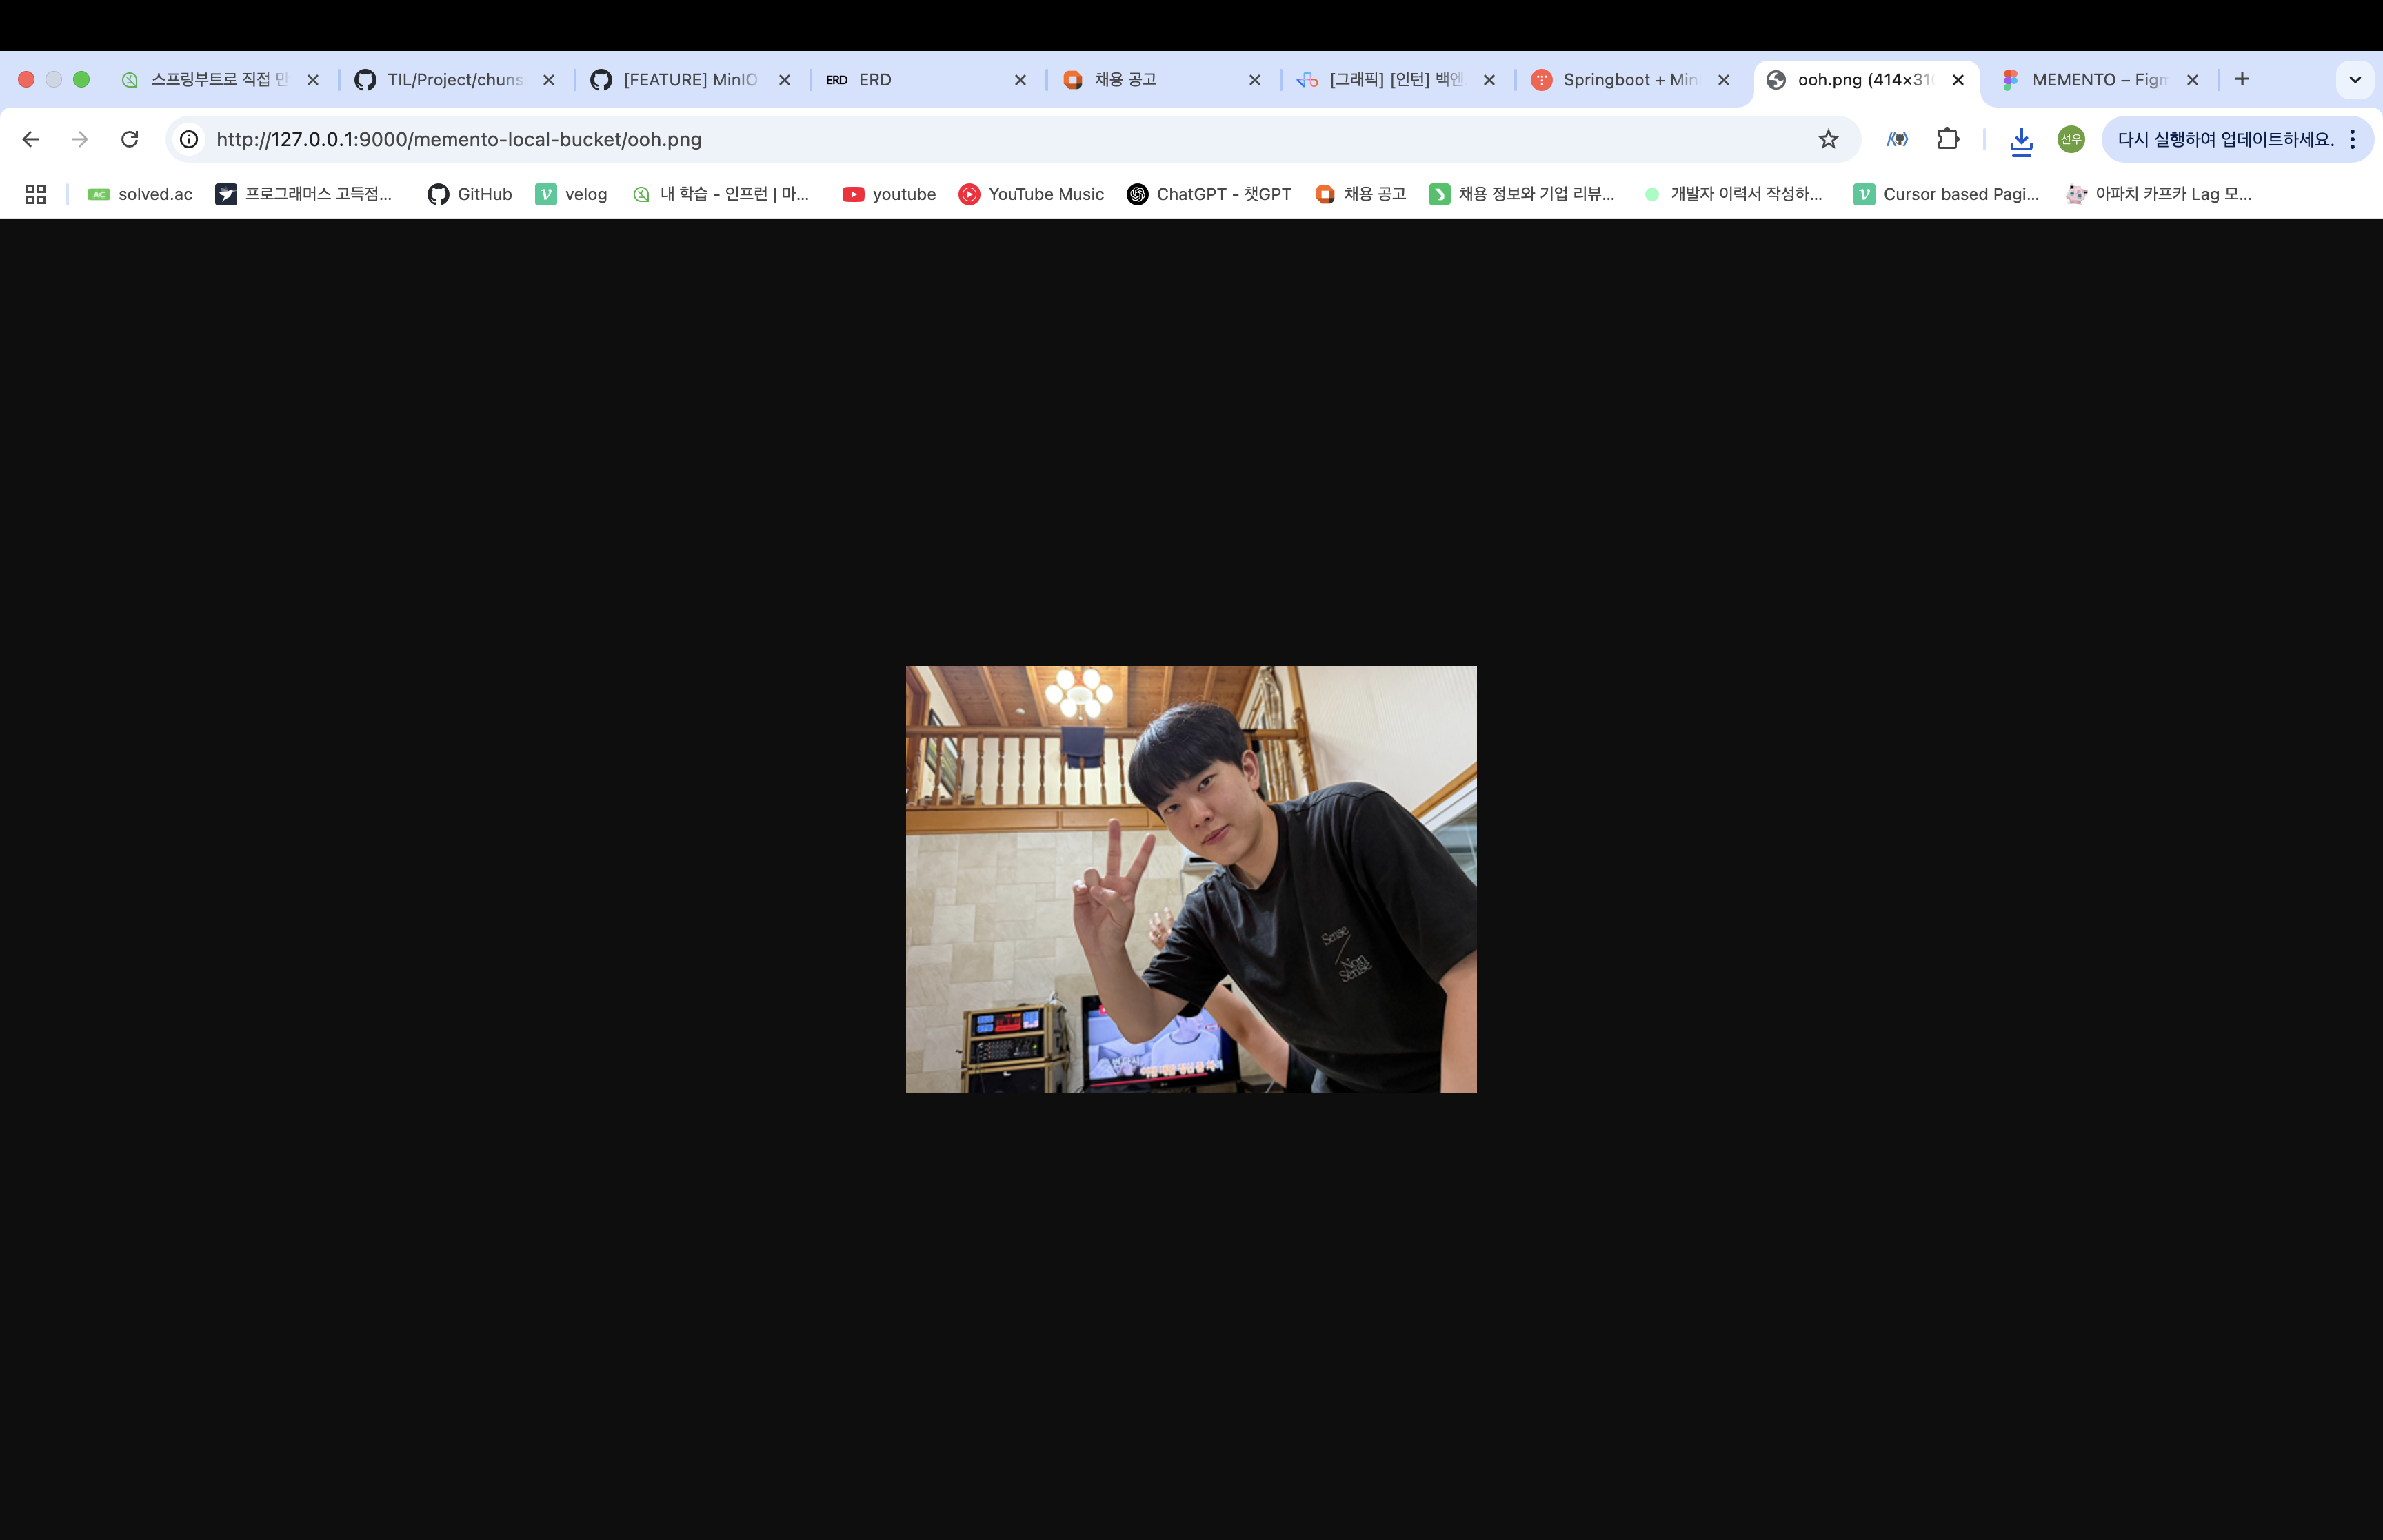 스프링부트로 직접 만
TIL/Project/chuns
[FEATURE] MinIO
ERD ERD
채용 공고
[그래픽] [인턴] 백엔
Springboot + Min
ooh.png (414×310
MEMENTO – Figm
http://127.0.0.1:9000/memento-local-bucket/ooh.png
선우
다시 실행하여 업데이트하세요.
AC solved.ac
프로그래머스 고득점...
GitHub
velog
내 학습 - 인프런 | 마...
youtube
YouTube Music
ChatGPT - 챗GPT
채용 공고
채용 정보와 기업 리뷰...
개발자 이력서 작성하...
Cursor based Pagi...
아파치 카프카 Lag 모...
Sense
Non
Sense